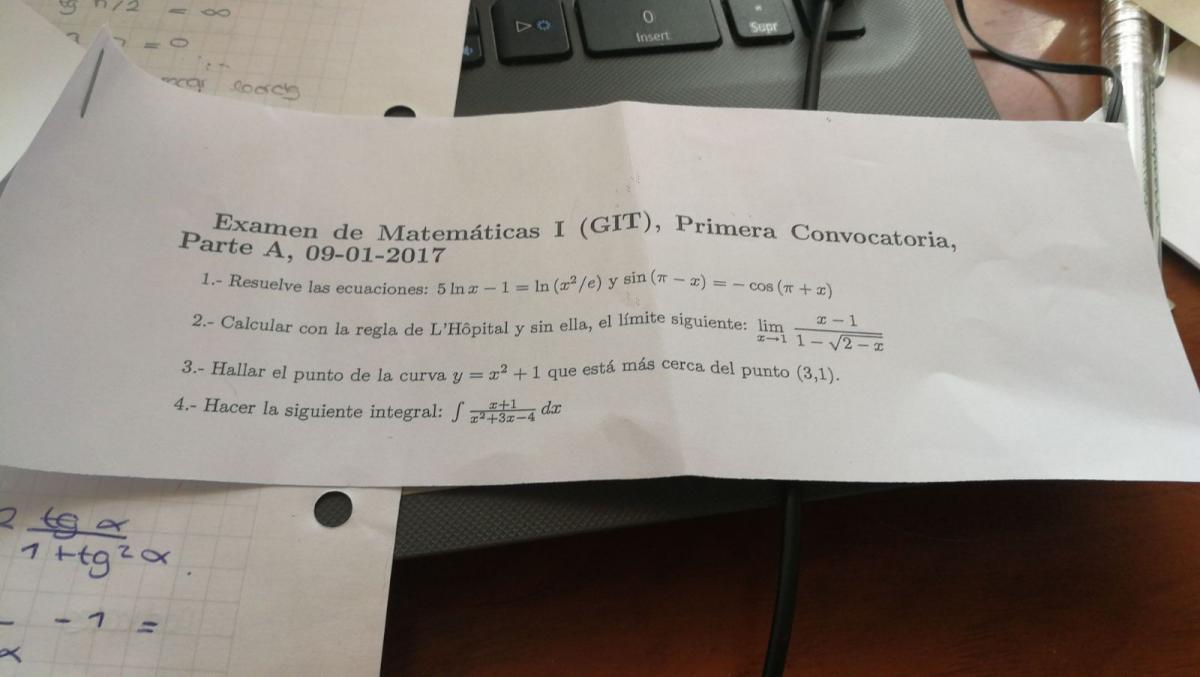 = ∞
= 0
0
Insert
Supr
Examen de Matemáticas I (GIT), Primera Convocatoria,
Parte A, 09-01-2017
1.- Resuelve las ecuaciones: 5 ln x − 1 = ln (x²/e) y sin (π − x) = − cos (π + x)
2.- Calcular con la regla de L'Hôpital y sin ella, el límite siguiente: lim x→1 (x − 1)/(1 − √(2 − x))
3.- Hallar el punto de la curva y = x² + 1 que está más cerca del punto (3,1).
4.- Hacer la siguiente integral: ∫ (x+1)/(x²+3x−4) dx
2 tg α
1 + tg² α
- 1 =
α